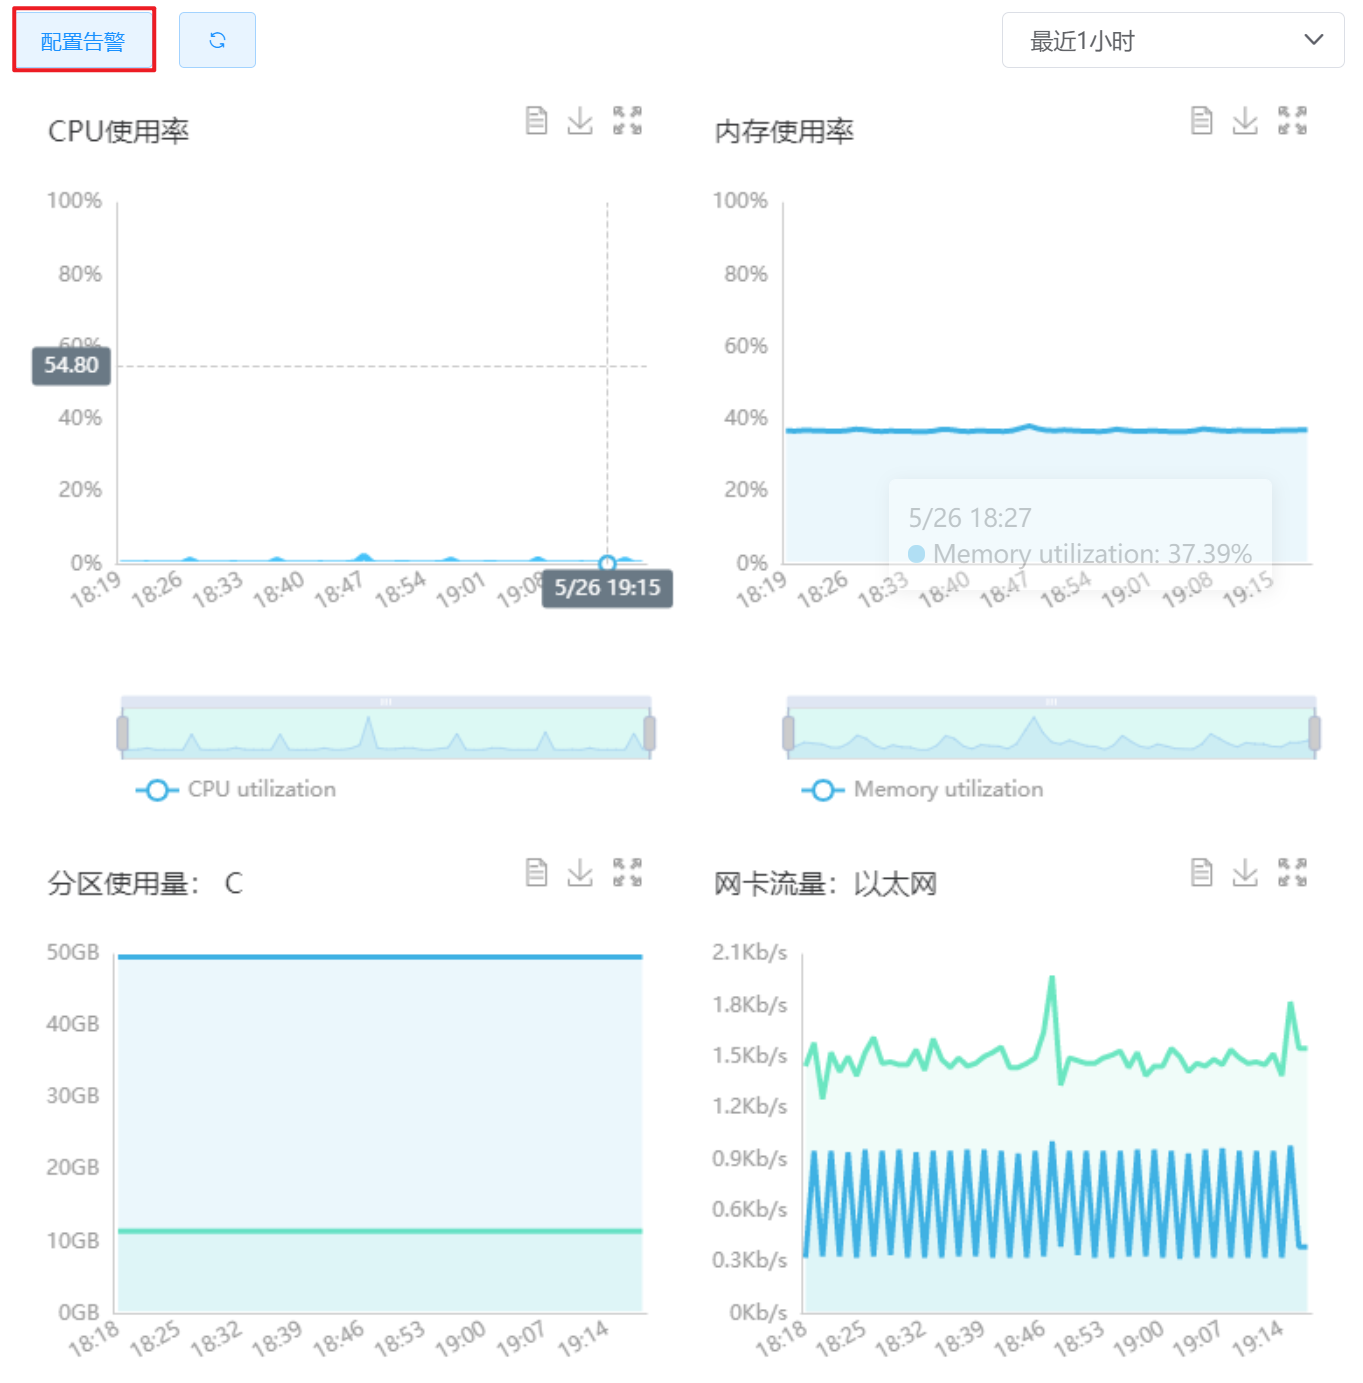 配置告警
最近1小时
CPU使用率
100%
80%
60%
54.80
40%
20%
0%
18:19 18:26 18:33 18:40 18:47 18:54 19:01 19:08
5/26 19:15
CPU utilization
内存使用率
100%
80%
60%
40%
20%
0%
5/26 18:27
Memory utilization: 37.39%
18:19 18:26 18:33 18:40 18:47 18:54 19:01 19:08 19:15
Memory utilization
分区使用量： C
50GB
40GB
30GB
20GB
10GB
0GB
18:18 18:25 18:32 18:39 18:46 18:53 19:00 19:07 19:14
网卡流量：以太网
2.1Kb/s
1.8Kb/s
1.5Kb/s
1.2Kb/s
0.9Kb/s
0.6Kb/s
0.3Kb/s
0Kb/s
18:18 18:25 18:32 18:39 18:46 18:53 19:00 19:07 19:14